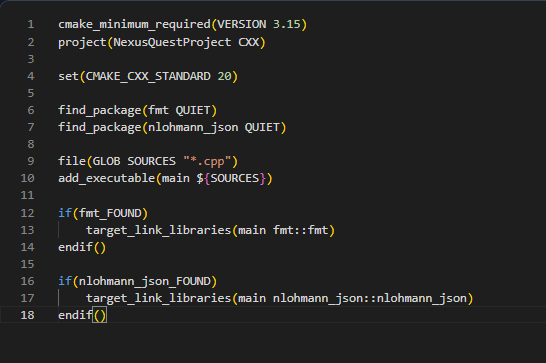 1 cmake_minimum_required(VERSION 3.15)
2 project(NexusQuestProject CXX)
3
4 set(CMAKE_CXX_STANDARD 20)
5
6 find_package(fmt QUIET)
7 find_package(nlohmann_json QUIET)
8
9 file(GLOB SOURCES "*.cpp")
10 add_executable(main ${SOURCES})
11
12 if(fmt_FOUND)
13     target_link_libraries(main fmt::fmt)
14 endif()
15
16 if(nlohmann_json_FOUND)
17     target_link_libraries(main nlohmann_json::nlohmann_json)
18 endif()